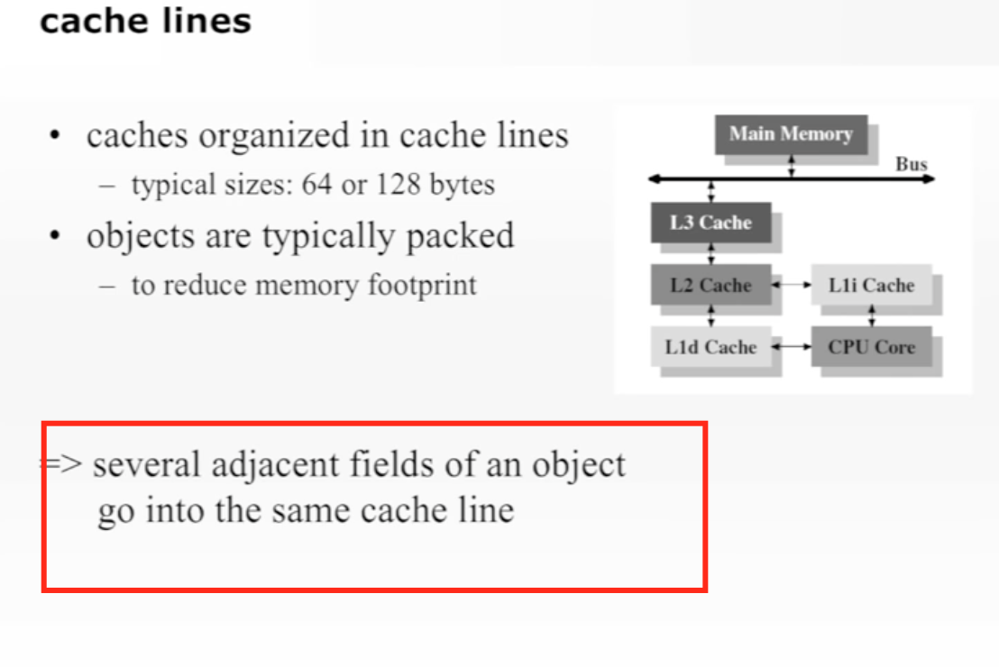 cache lines
• caches organized in cache lines
– typical sizes: 64 or 128 bytes
• objects are typically packed
– to reduce memory footprint
=> several adjacent fields of an object
go into the same cache line
Main Memory
Bus
L3 Cache
L2 Cache
L1i Cache
L1d Cache
CPU Core